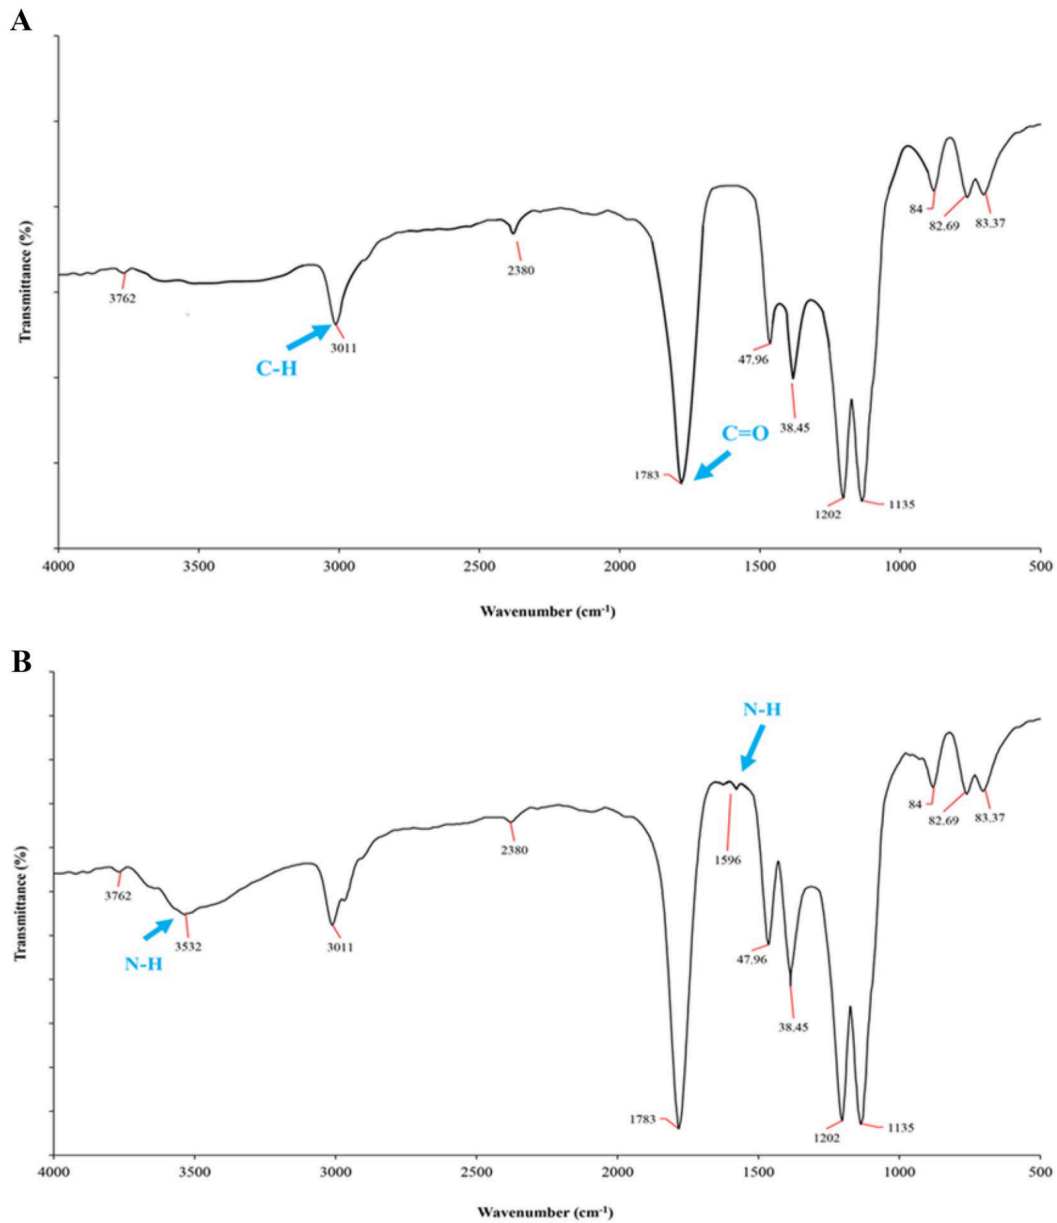 A
Transmittance (%)
3762
3011
C-H
2380
1783
C=O
47.96
38.45
1202
1135
84
82.69
83.37
4000 3500 3000 2500 2000 1500 1000 500
Wavenumber (cm⁻¹)
B
Transmittance (%)
N-H
3762
3532
N-H
3011
2380
1783
1596
47.96
38.45
1202
1135
84
82.69
83.37
4000 3500 3000 2500 2000 1500 1000 500
Wavenumber (cm⁻¹)